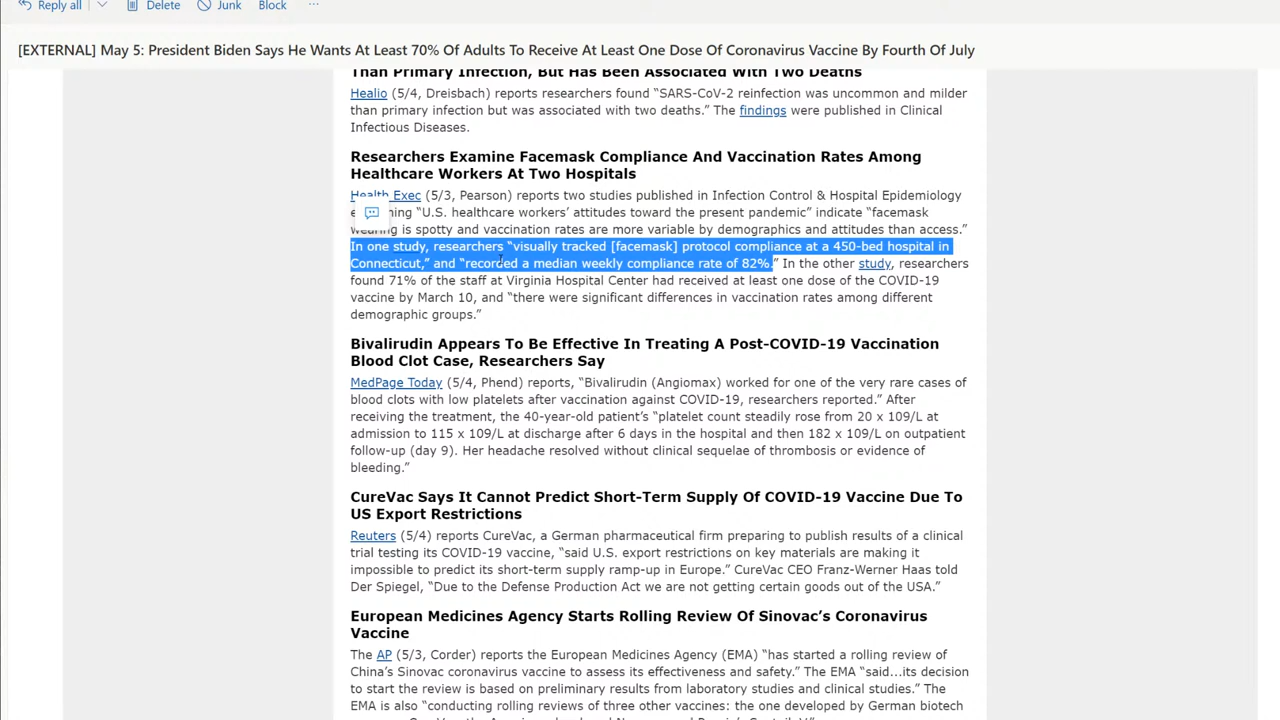 Reply all
Delete
Junk
Block
...
[EXTERNAL] May 5: President Biden Says He Wants At Least 70% Of Adults To Receive At Least One Dose Of Coronavirus Vaccine By Fourth Of July
Than Primary Infection, But Has Been Associated With Two Deaths
Healio (5/4, Dreisbach) reports researchers found “SARS-CoV-2 reinfection was uncommon and milder
than primary infection but was associated with two deaths.” The findings were published in Clinical
Infectious Diseases.
Researchers Examine Facemask Compliance And Vaccination Rates Among
Healthcare Workers At Two Hospitals
Health Exec (5/3, Pearson) reports two studies published in Infection Control & Hospital Epidemiology
“U.S. healthcare workers’ attitudes toward the present pandemic” indicate “facemask
wearing is spotty and vaccination rates are more variable by demographics and attitudes than access.”
In one study, researchers “visually tracked [facemask] protocol compliance at a 450-bed hospital in
Connecticut,” and “recorded a median weekly compliance rate of 82%.” In the other study, researchers
found 71% of the staff at Virginia Hospital Center had received at least one dose of the COVID-19
vaccine by March 10, and “there were significant differences in vaccination rates among different
demographic groups.”
Bivalirudin Appears To Be Effective In Treating A Post-COVID-19 Vaccination
Blood Clot Case, Researchers Say
MedPage Today (5/4, Phend) reports, “Bivalirudin (Angiomax) worked for one of the very rare cases of
blood clots with low platelets after vaccination against COVID-19, researchers reported.” After
receiving the treatment, the 40-year-old patient’s “platelet count steadily rose from 20 x 109/L at
admission to 115 x 109/L at discharge after 6 days in the hospital and then 182 x 109/L on outpatient
follow-up (day 9). Her headache resolved without clinical sequelae of thrombosis or evidence of
bleeding.”
CureVac Says It Cannot Predict Short-Term Supply Of COVID-19 Vaccine Due To
US Export Restrictions
Reuters (5/4) reports CureVac, a German pharmaceutical firm preparing to publish results of a clinical
trial testing its COVID-19 vaccine, “said U.S. export restrictions on key materials are making it
impossible to predict its short-term supply ramp-up in Europe.” CureVac CEO Franz-Werner Haas told
Der Spiegel, “Due to the Defense Production Act we are not getting certain goods out of the USA.”
European Medicines Agency Starts Rolling Review Of Sinovac’s Coronavirus
Vaccine
The AP (5/3, Corder) reports the European Medicines Agency (EMA) “has started a rolling review of
China’s Sinovac coronavirus vaccine to assess its effectiveness and safety.” The EMA “said...its decision
to start the review is based on preliminary results from laboratory studies and clinical studies.” The
EMA is also “conducting rolling reviews of three other vaccines: the one developed by German biotech